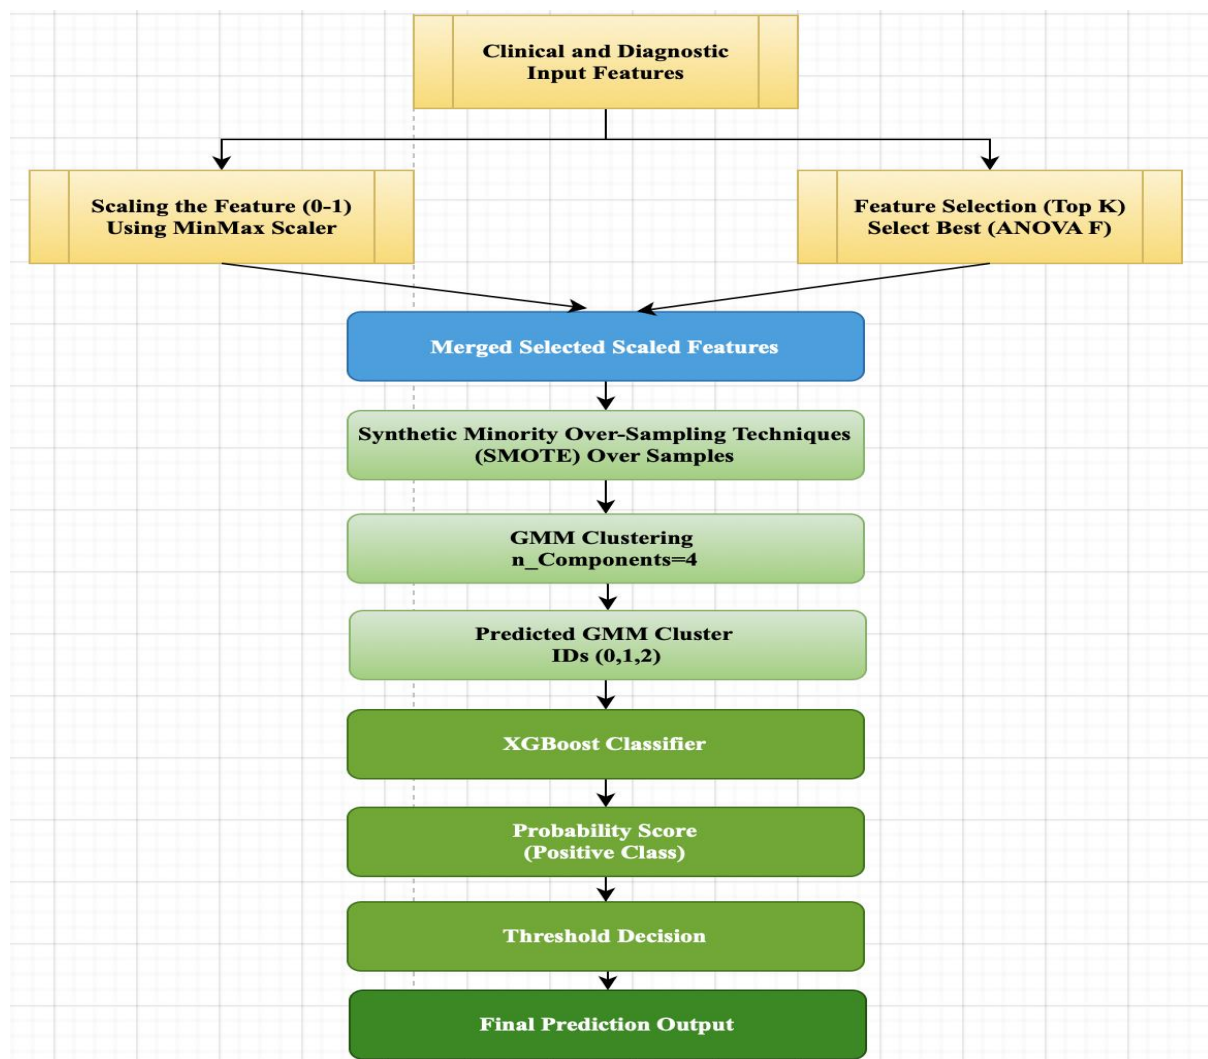 Clinical and Diagnostic
Input Features
Scaling the Feature (0-1)
Using MinMax Scaler
Feature Selection (Top K)
Select Best (ANOVA F)
Merged Selected Scaled Features
Synthetic Minority Over-Sampling Techniques
(SMOTE) Over Samples
GMM Clustering
n_Components=4
Predicted GMM Cluster
IDs (0,1,2)
XGBoost Classifier
Probability Score
(Positive Class)
Threshold Decision
Final Prediction Output